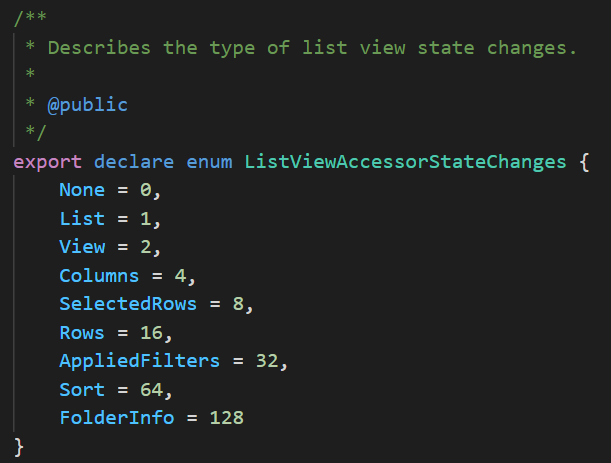 /**
 * Describes the type of list view state changes.
 *
 * @public
 */
export declare enum ListViewAccessorStateChanges {
    None = 0,
    List = 1,
    View = 2,
    Columns = 4,
    SelectedRows = 8,
    Rows = 16,
    AppliedFilters = 32,
    Sort = 64,
    FolderInfo = 128
}